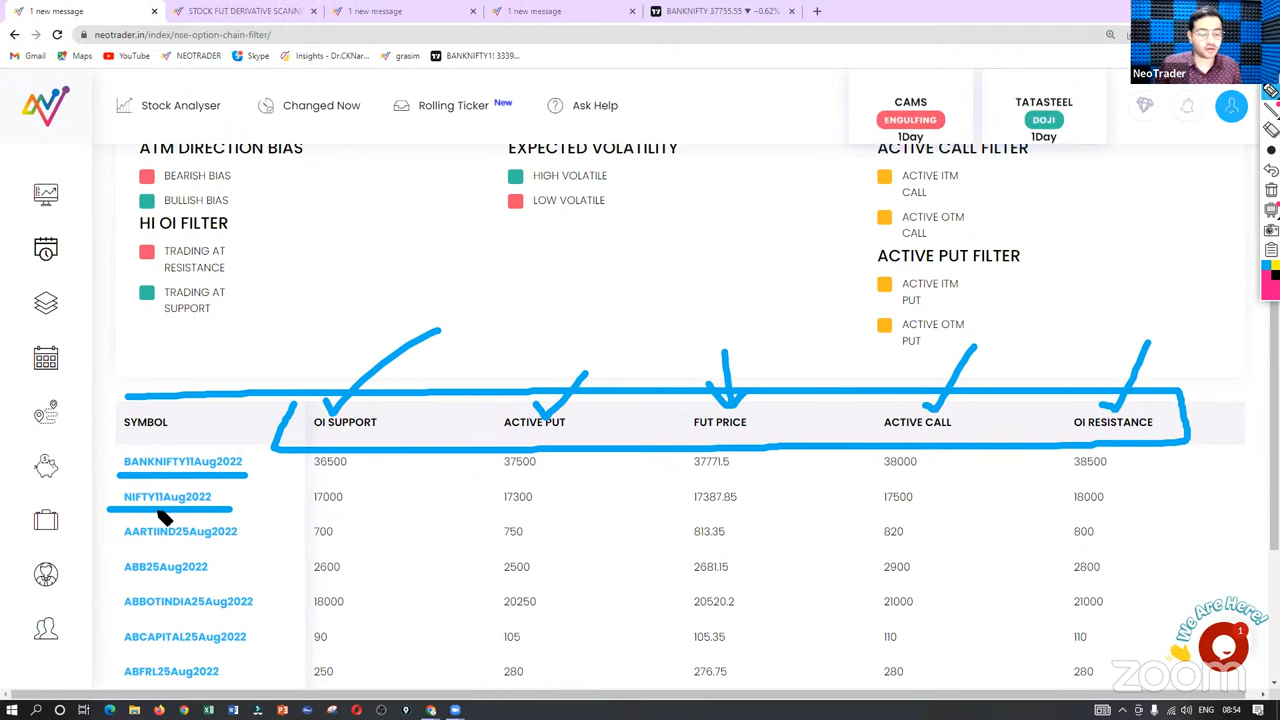 1 new message
STOCK FUT DERIVATIVE SCANN
1 new message
1 new message
BANKNIFTY 37755.55 ▼ −0.62%
neotrader.in/index/nse-option-chain-filter/
Gmail
Maps
YouTube
NEOTRADER
Skype
Insights - Dr.CKNar...
grasim
BANKNIFTY1! 3339...
NeoTrader
Stock Analyser
Changed Now
Rolling Ticker New
Ask Help
CAMS
ENGULFING
1Day
TATASTEEL
DOJI
1Day
ATM DIRECTION BIAS
BEARISH BIAS
BULLISH BIAS
HI OI FILTER
TRADING AT
RESISTANCE
TRADING AT
SUPPORT
EXPECTED VOLATILITY
HIGH VOLATILE
LOW VOLATILE
ACTIVE CALL FILTER
ACTIVE ITM
CALL
ACTIVE OTM
CALL
ACTIVE PUT FILTER
ACTIVE ITM
PUT
ACTIVE OTM
PUT
SYMBOL OI SUPPORT ACTIVE PUT FUT PRICE ACTIVE CALL OI RESISTANCE
BANKNIFTY11Aug2022 36500 37500 37771.5 38000 38500
NIFTY11Aug2022 17000 17300 17387.85 17500 18000
AARTIIND25Aug2022 700 750 813.35 820 800
ABB25Aug2022 2600 2500 2681.15 2900 2800
ABBOTINDIA25Aug2022 18000 20250 20520.2 21000 21000
ABCAPITAL25Aug2022 90 105 105.35 110 110
ABFRL25Aug2022 250 280 276.75 280 280
We Are Here!
1
zoom
ENG 08:54